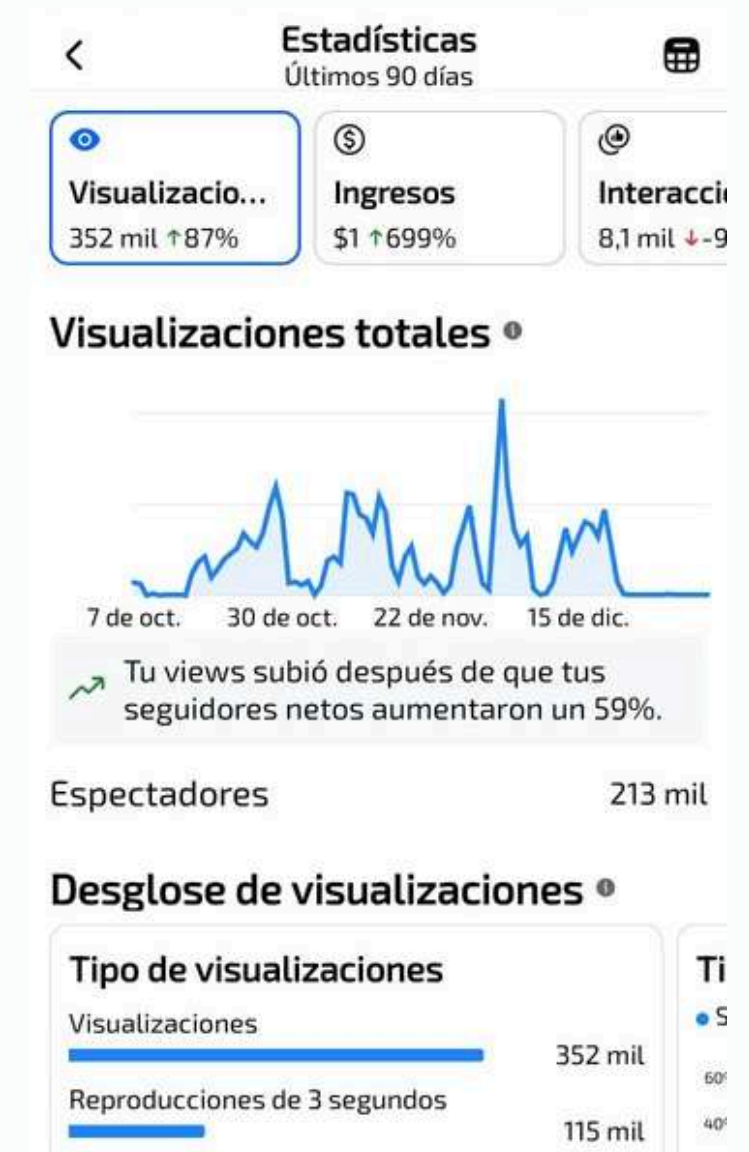 Estadísticas
Últimos 90 días
Visualizacio...
352 mil ↑87%
Ingresos
$1 ↑699%
Interacci
8,1 mil ↓-9
Visualizaciones totales
7 de oct. 30 de oct. 22 de nov. 15 de dic.
Tu views subió después de que tus
seguidores netos aumentaron un 59%.
Espectadores 213 mil
Desglose de visualizaciones
Tipo de visualizaciones
Visualizaciones
352 mil
Reproducciones de 3 segundos
115 mil
Ti
S
60
40